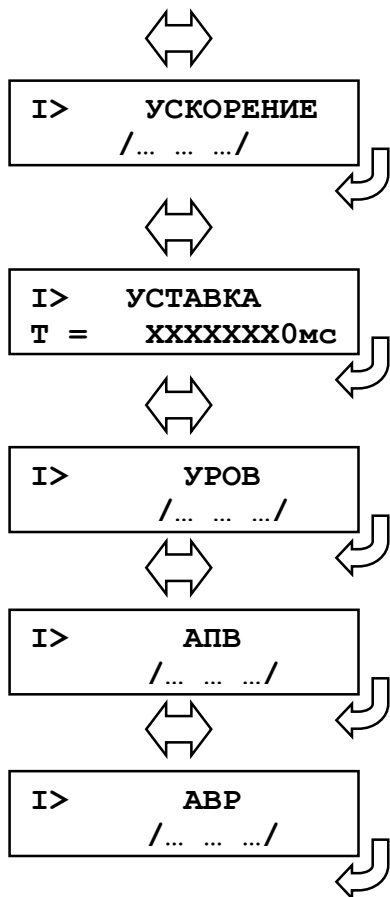 I> УСКОРЕНИЕ
/… … …/
I> УСТАВКА
T = XXXXXXX0мс
I> УРОВ
/… … …/
I> АПВ
/… … …/
I> АВР
/… … …/